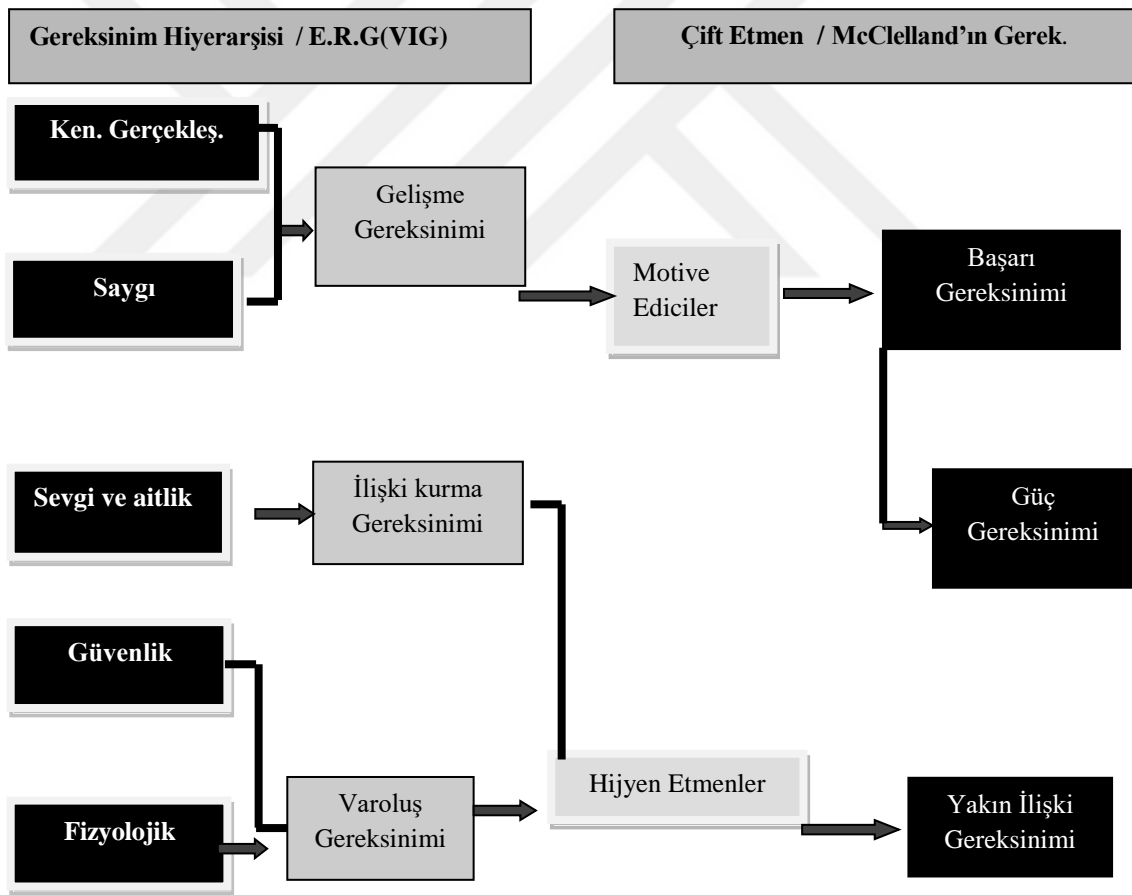 Gereksinim Hiyerarşisi / E.R.G(VIG)
Çift Etmen / McClelland’ın Gerek.
Ken. Gerçekleş.
Gelişme
Gereksinimi
Saygı
Motive
Ediciler
Başarı
Gereksinimi
Sevgi ve aitlik
İlişki kurma
Gereksinimi
Güç
Gereksinimi
Güvenlik
Fizyolojik
Varoluş
Gereksinimi
Hijyen Etmenler
Yakın İlişki
Gereksinimi